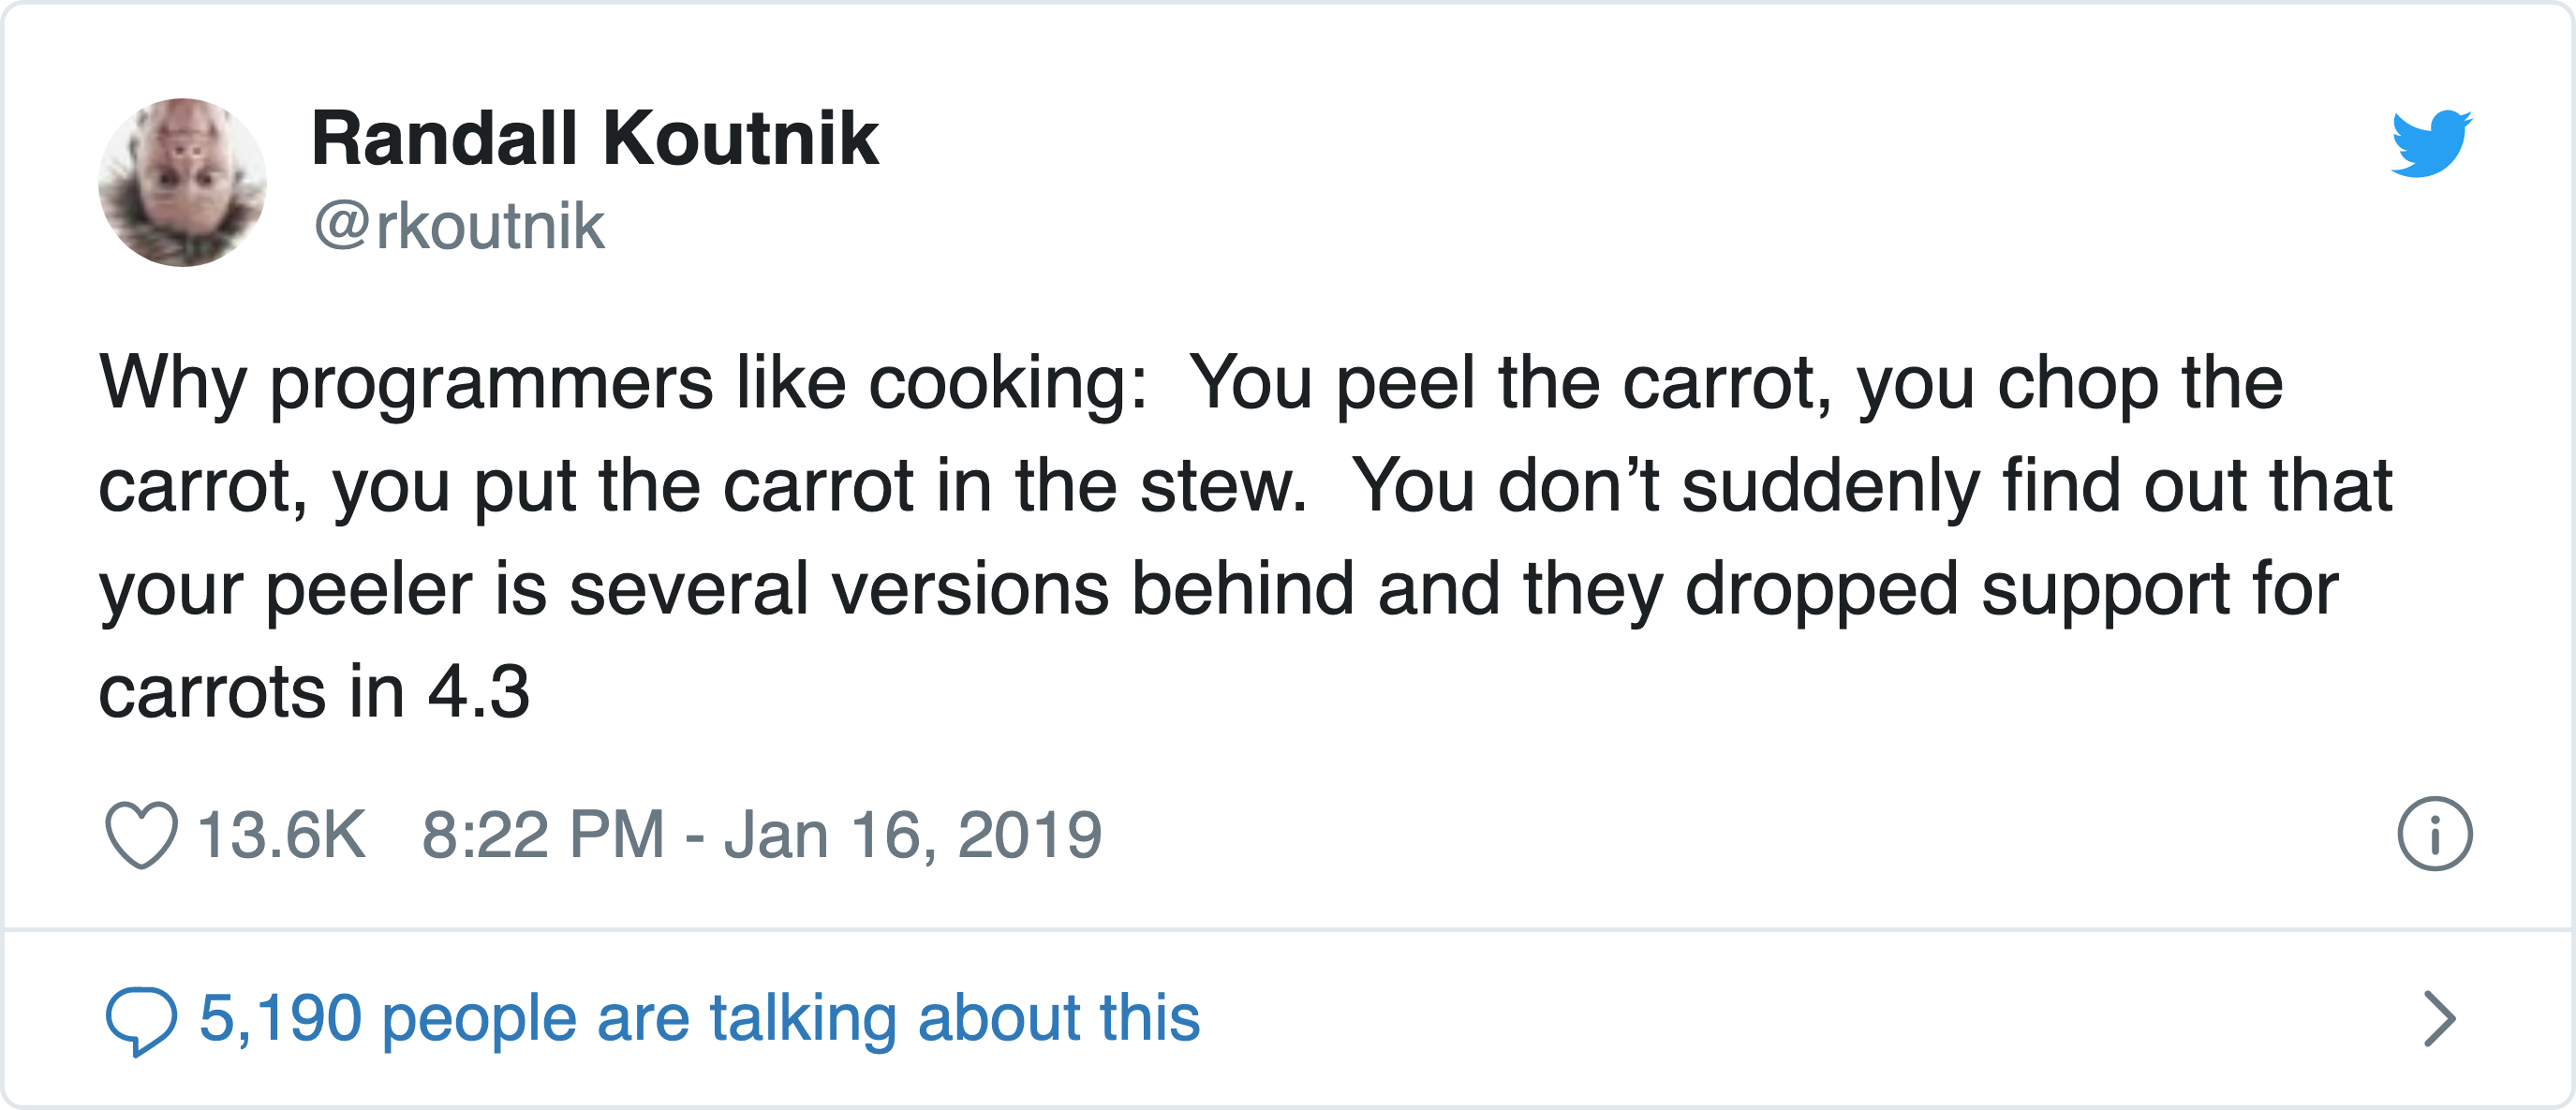 Randall Koutnik
@rkoutnik
Why programmers like cooking:  You peel the carrot, you chop the
carrot, you put the carrot in the stew.  You don’t suddenly find out that
your peeler is several versions behind and they dropped support for
carrots in 4.3
13.6K 8:22 PM - Jan 16, 2019
5,190 people are talking about this